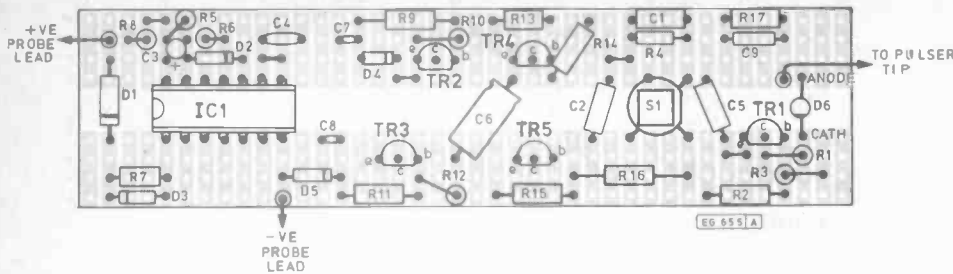 +VE
PROBE
LEAD
R8
R5
R6
C3
+
D2
C4
C7
D4
R9
R10
e c b
TR2
R13
TR4
e c b
R14
C1
R4
R17
C9
TO PULSER
TIP
ANODE
D6
CATH
D1
IC1
C8
TR3
e b
c
C6
TR5
e b
c
C2
S1
C5
TR1
c
e b
R1
R3
R7
D3
D5
R11
R12
R15
R16
R2
EG 655 A
-VE
PROBE
LEAD